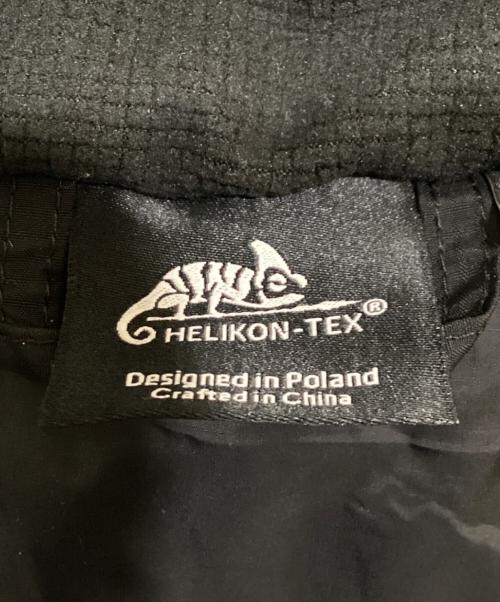 HELIKON-TEX®
Designed in Poland
Crafted in China